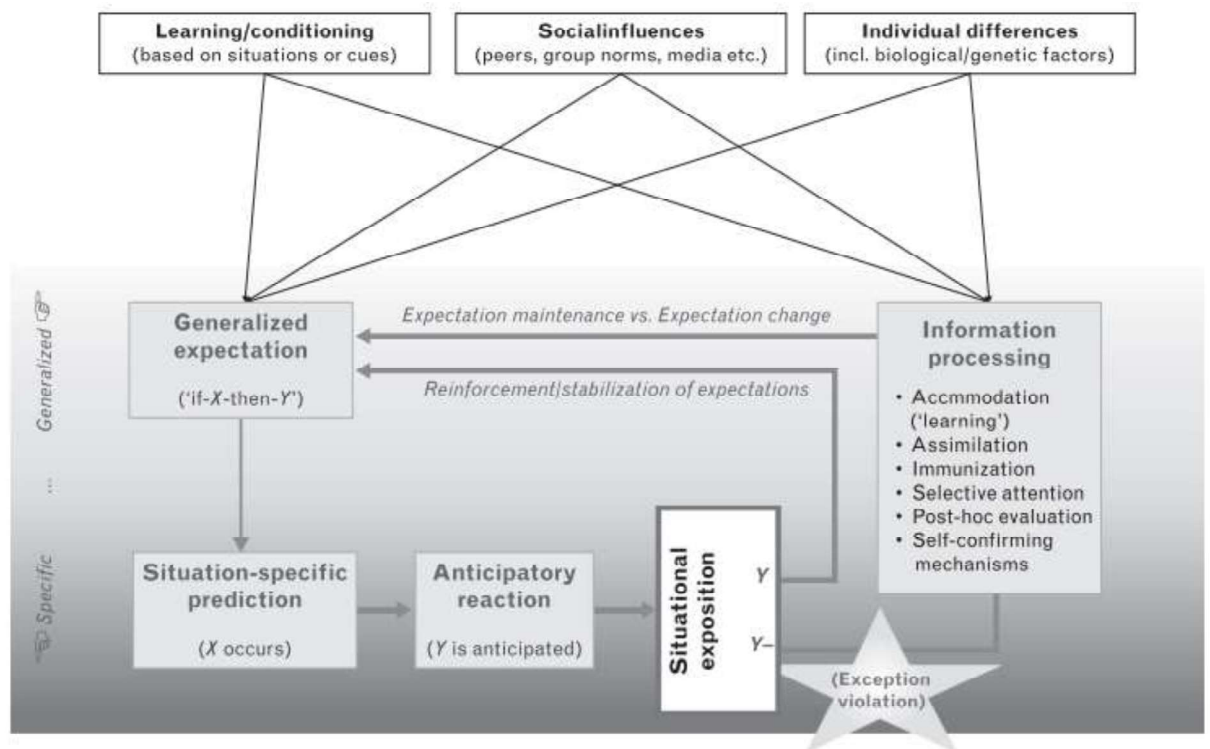 Learning/conditioning
(based on situations or cues)
Socialinfluences
(peers, group norms, media etc.)
Individual differences
(incl. biological/genetic factors)
Generalized
...
Specific
Generalized
expectation
('if-X-then-Y')
Expectation maintenance vs. Expectation change
Reinforcement/stabilization of expectations
Information
processing
• Accmmodation
('learning')
• Assimilation
• Immunization
• Selective attention
• Post-hoc evaluation
• Self-confirming
mechanisms
Situation-specific
prediction
(X occurs)
Anticipatory
reaction
(Y is anticipated)
Situational
exposition
Y
Y–
(Exception
violation)